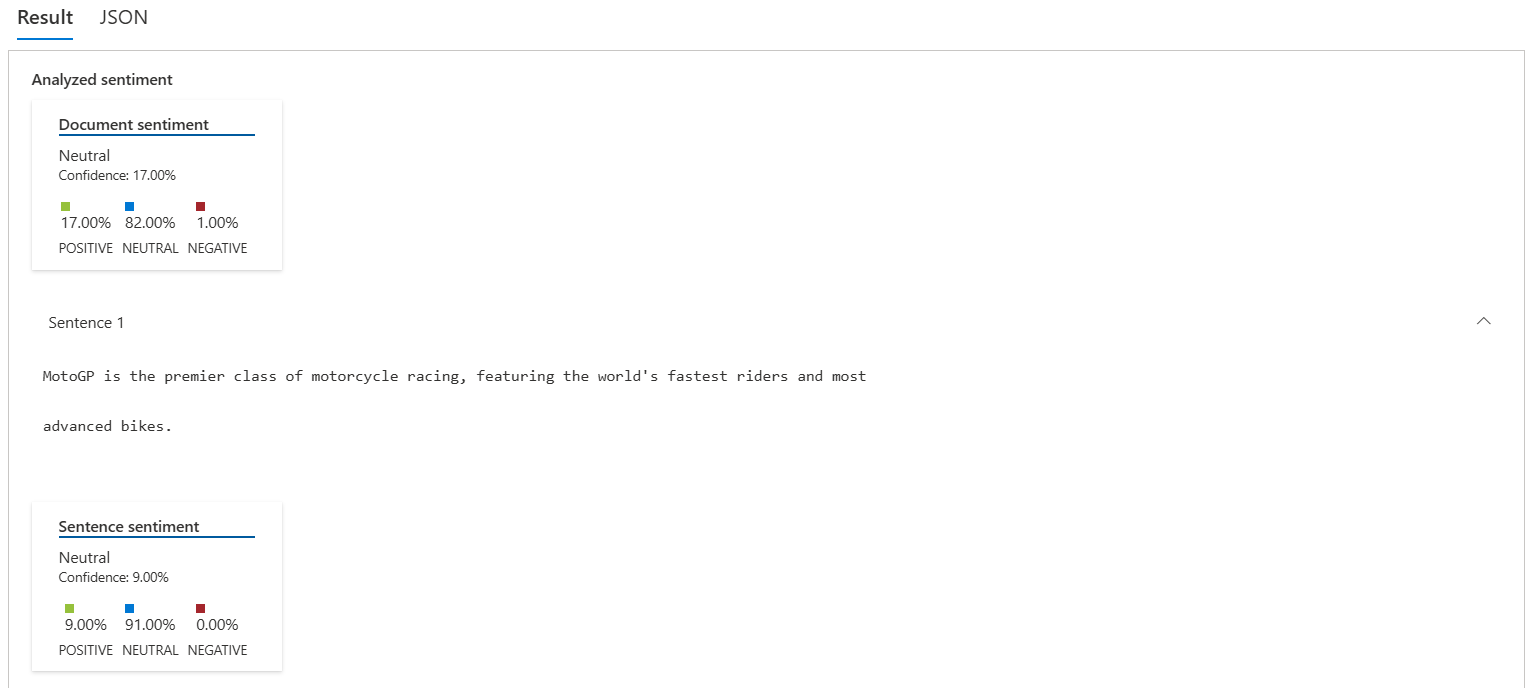 Result JSON
Analyzed sentiment
Document sentiment
Neutral
Confidence: 17.00%
17.00% 82.00% 1.00%
POSITIVE NEUTRAL NEGATIVE
Sentence 1
MotoGP is the premier class of motorcycle racing, featuring the world's fastest riders and most
advanced bikes.
Sentence sentiment
Neutral
Confidence: 9.00%
9.00% 91.00% 0.00%
POSITIVE NEUTRAL NEGATIVE